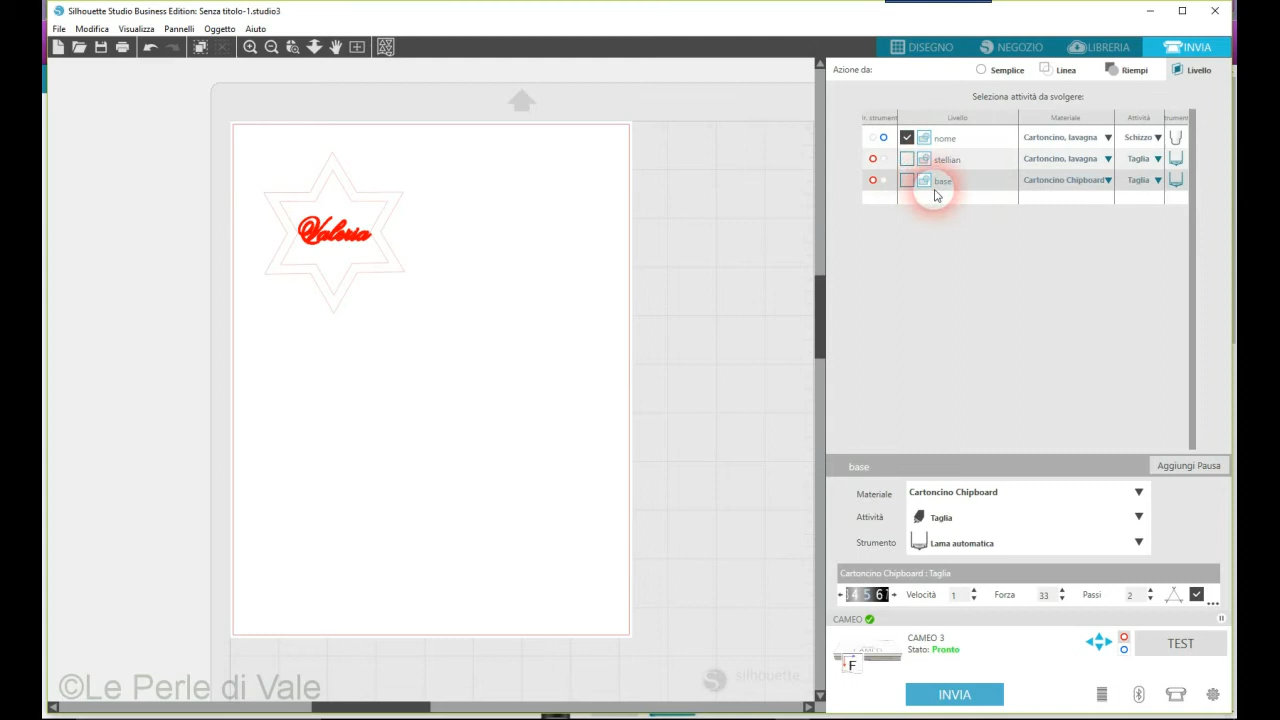 Silhouette Studio Business Edition: Senza titolo-1.studio3
File Modifica Visualizza Pannelli Oggetto Aiuto
DISEGNO NEGOZIO LIBRERIA INVIA
Azione da: Semplice Linea Riempi Livello
Seleziona attività da svolgere:
Livello Materiale Attività
nome Cartoncino, lavagna Schizzo
stellian Cartoncino, lavagna Taglia
base Cartoncino Chipboard Taglia
Valeria
base Aggiungi Pausa
Materiale Cartoncino Chipboard
Attività Taglia
Strumento Lama automatica
Cartoncino Chipboard : Taglia
4 5 6 Velocità 1 Forza 33 Passi 2
CAMEO
CAMEO 3
Stato: Pronto
F
TEST
INVIA
silhouette
©Le Perle di Vale